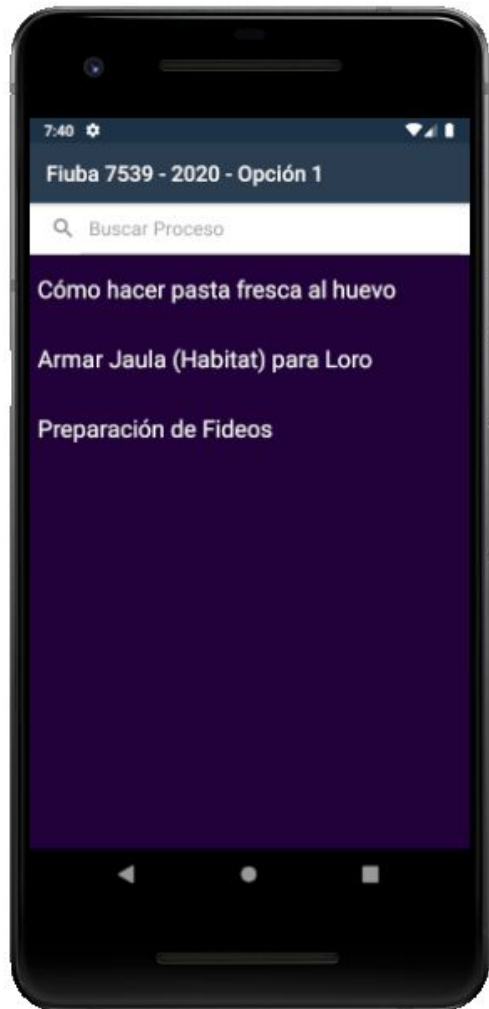 7:40
Fiuba 7539 - 2020 - Opción 1
Buscar Proceso
Cómo hacer pasta fresca al huevo
Armar Jaula (Habitat) para Loro
Preparación de Fideos